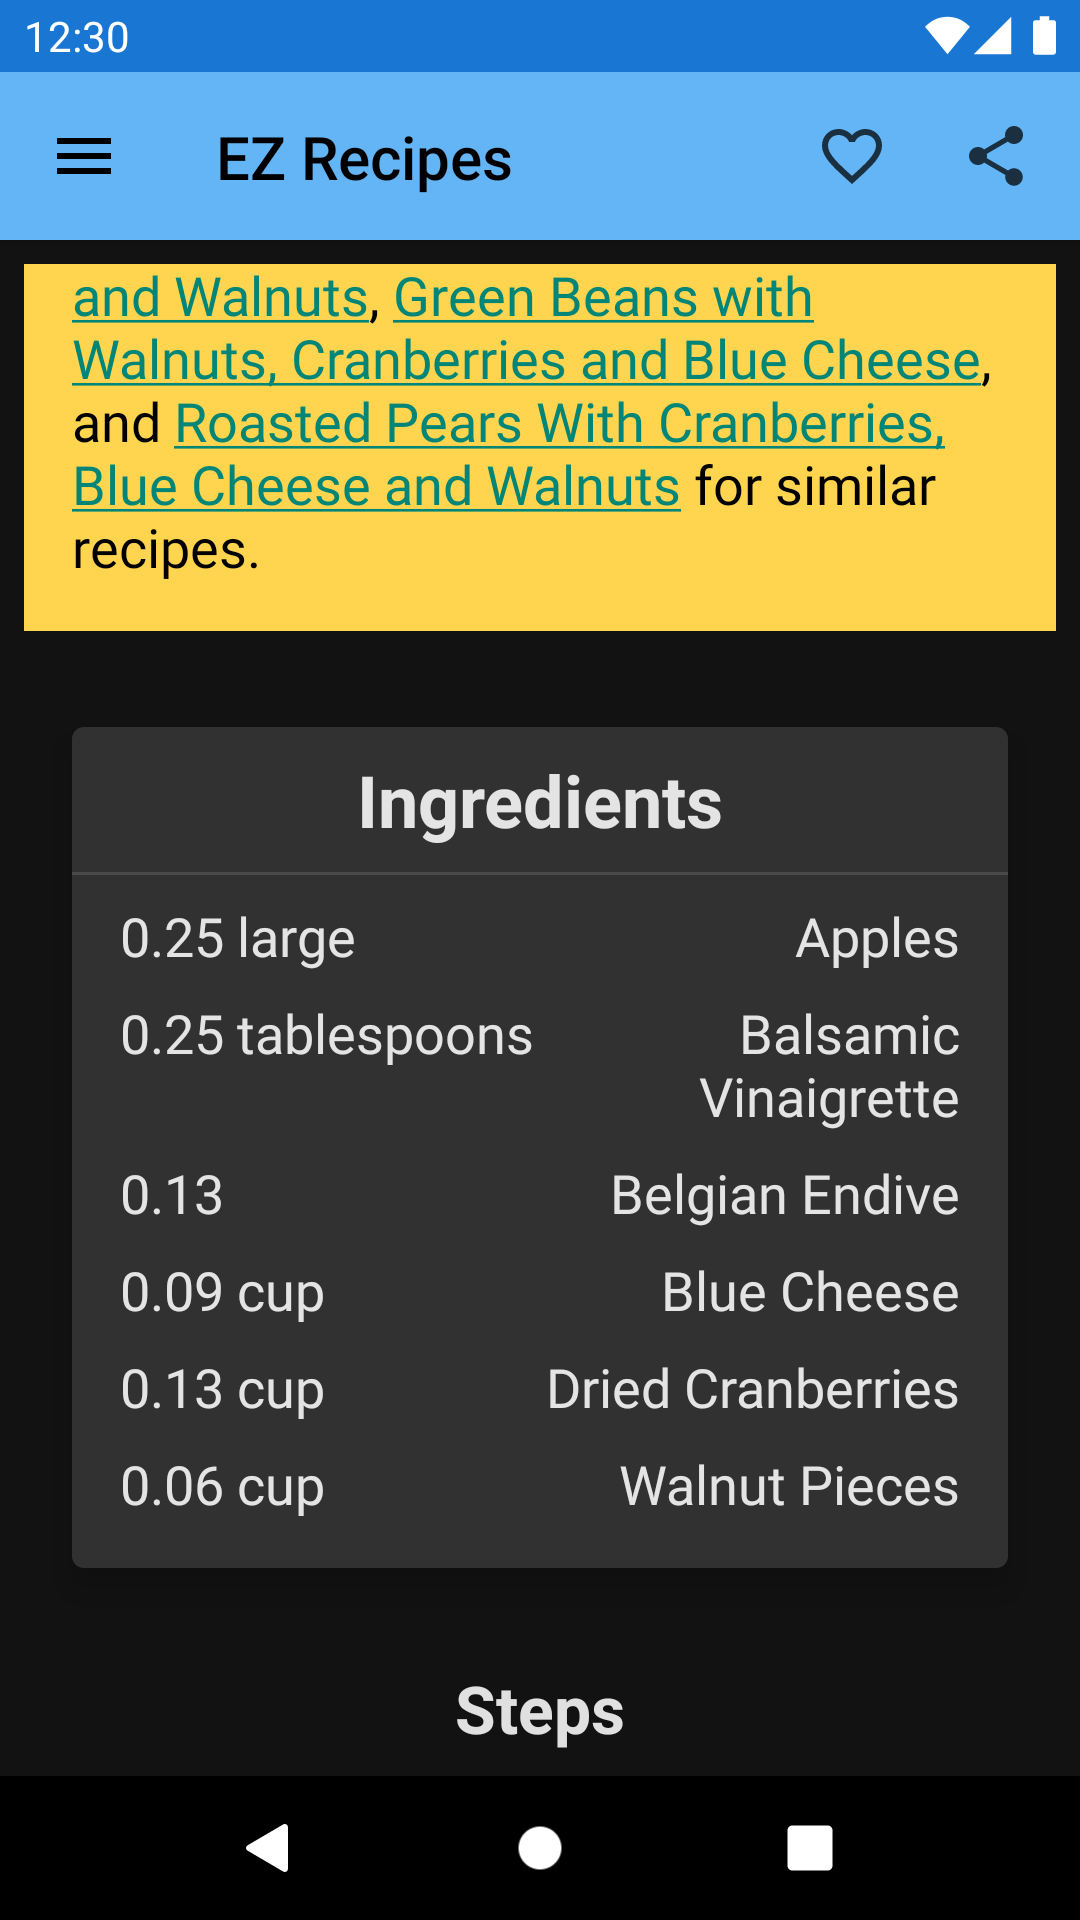 12:30
EZ Recipes
and Walnuts, Green Beans with
Walnuts, Cranberries and Blue Cheese,
and Roasted Pears With Cranberries,
Blue Cheese and Walnuts for similar
recipes.
Ingredients
0.25 large Apples
0.25 tablespoons Balsamic
Vinaigrette
0.13 Belgian Endive
0.09 cup Blue Cheese
0.13 cup Dried Cranberries
0.06 cup Walnut Pieces
Steps